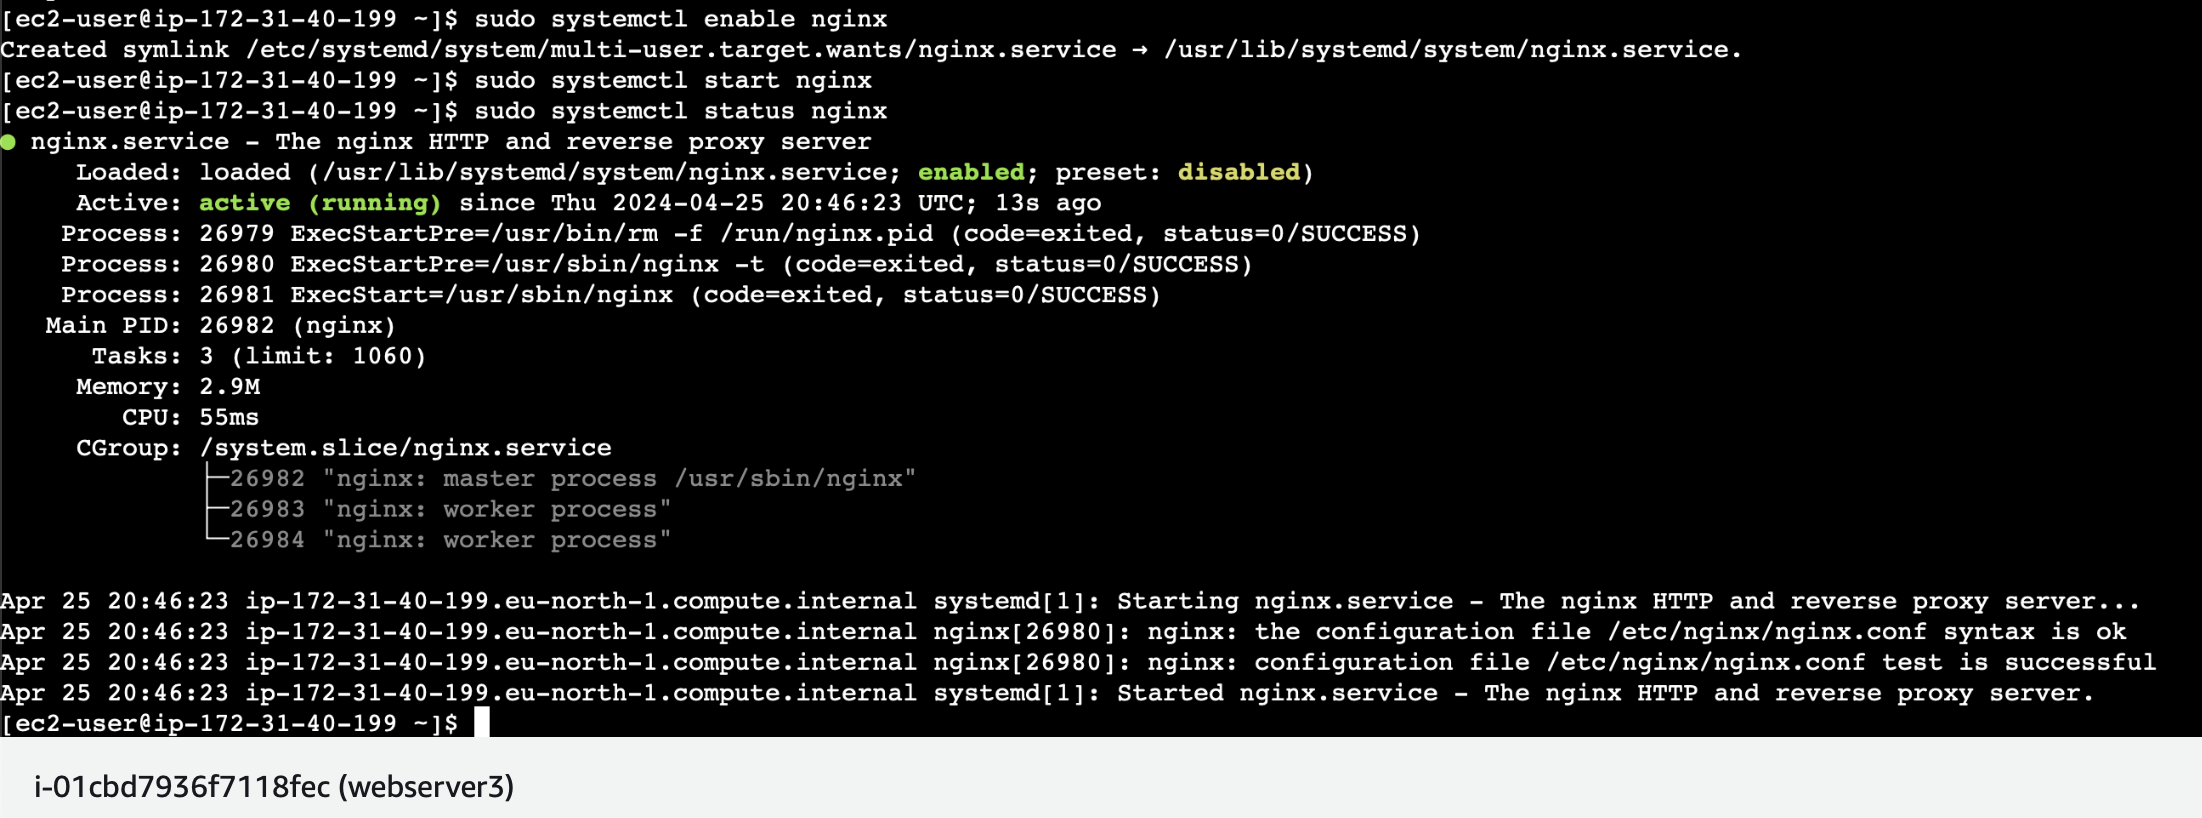 [ec2-user@ip-172-31-40-199 ~]$ sudo systemctl enable nginx
Created symlink /etc/systemd/system/multi-user.target.wants/nginx.service → /usr/lib/systemd/system/nginx.service.
[ec2-user@ip-172-31-40-199 ~]$ sudo systemctl start nginx
[ec2-user@ip-172-31-40-199 ~]$ sudo systemctl status nginx
● nginx.service - The nginx HTTP and reverse proxy server
     Loaded: loaded (/usr/lib/systemd/system/nginx.service; enabled; preset: disabled)
     Active: active (running) since Thu 2024-04-25 20:46:23 UTC; 13s ago
    Process: 26979 ExecStartPre=/usr/bin/rm -f /run/nginx.pid (code=exited, status=0/SUCCESS)
    Process: 26980 ExecStartPre=/usr/sbin/nginx -t (code=exited, status=0/SUCCESS)
    Process: 26981 ExecStart=/usr/sbin/nginx (code=exited, status=0/SUCCESS)
   Main PID: 26982 (nginx)
      Tasks: 3 (limit: 1060)
     Memory: 2.9M
        CPU: 55ms
     CGroup: /system.slice/nginx.service
             ├─26982 "nginx: master process /usr/sbin/nginx"
             ├─26983 "nginx: worker process"
             └─26984 "nginx: worker process"
Apr 25 20:46:23 ip-172-31-40-199.eu-north-1.compute.internal systemd[1]: Starting nginx.service - The nginx HTTP and reverse proxy server...
Apr 25 20:46:23 ip-172-31-40-199.eu-north-1.compute.internal nginx[26980]: nginx: the configuration file /etc/nginx/nginx.conf syntax is ok
Apr 25 20:46:23 ip-172-31-40-199.eu-north-1.compute.internal nginx[26980]: nginx: configuration file /etc/nginx/nginx.conf test is successful
Apr 25 20:46:23 ip-172-31-40-199.eu-north-1.compute.internal systemd[1]: Started nginx.service - The nginx HTTP and reverse proxy server.
[ec2-user@ip-172-31-40-199 ~]$
i-01cbd7936f7118fec (webserver3)